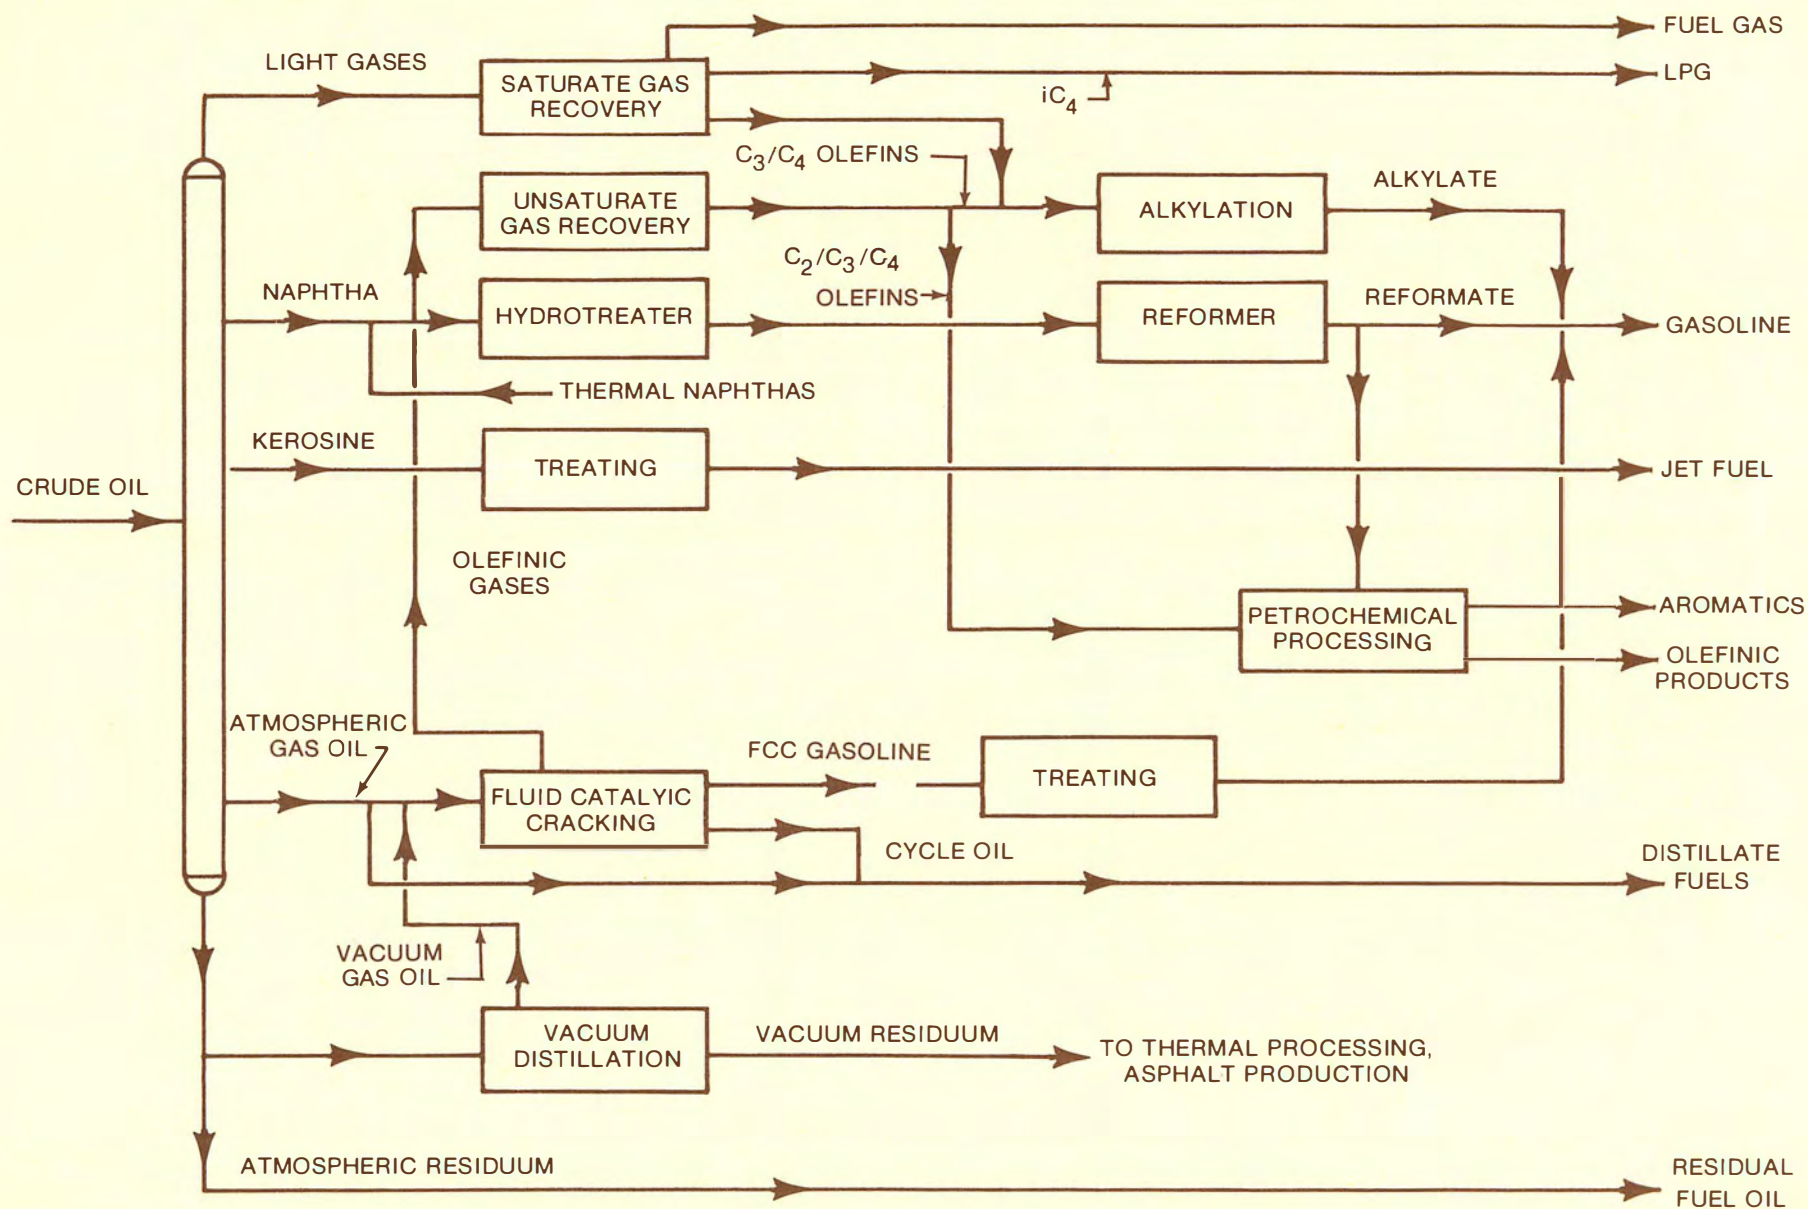 FUEL GAS
LIGHT GASES
SATURATE GAS
RECOVERY
LPG
iC₄
C₃/C₄ OLEFINS
UNSATURATE
GAS RECOVERY
ALKYLATION
ALKYLATE
C₂/C₃/C₄
OLEFINS
NAPHTHA
HYDROTREATER
REFORMER
REFORMATE
GASOLINE
THERMAL NAPHTHAS
KEROSINE
TREATING
JET FUEL
CRUDE OIL
OLEFINIC
GASES
PETROCHEMICAL
PROCESSING
AROMATICS
OLEFINIC
PRODUCTS
ATMOSPHERIC
GAS OIL
FLUID CATALYIC
CRACKING
FCC GASOLINE
TREATING
CYCLE OIL
DISTILLATE
FUELS
VACUUM
GAS OIL
VACUUM
DISTILLATION
VACUUM RESIDUUM
TO THERMAL PROCESSING,
ASPHALT PRODUCTION
ATMOSPHERIC RESIDUUM
RESIDUAL
FUEL OIL